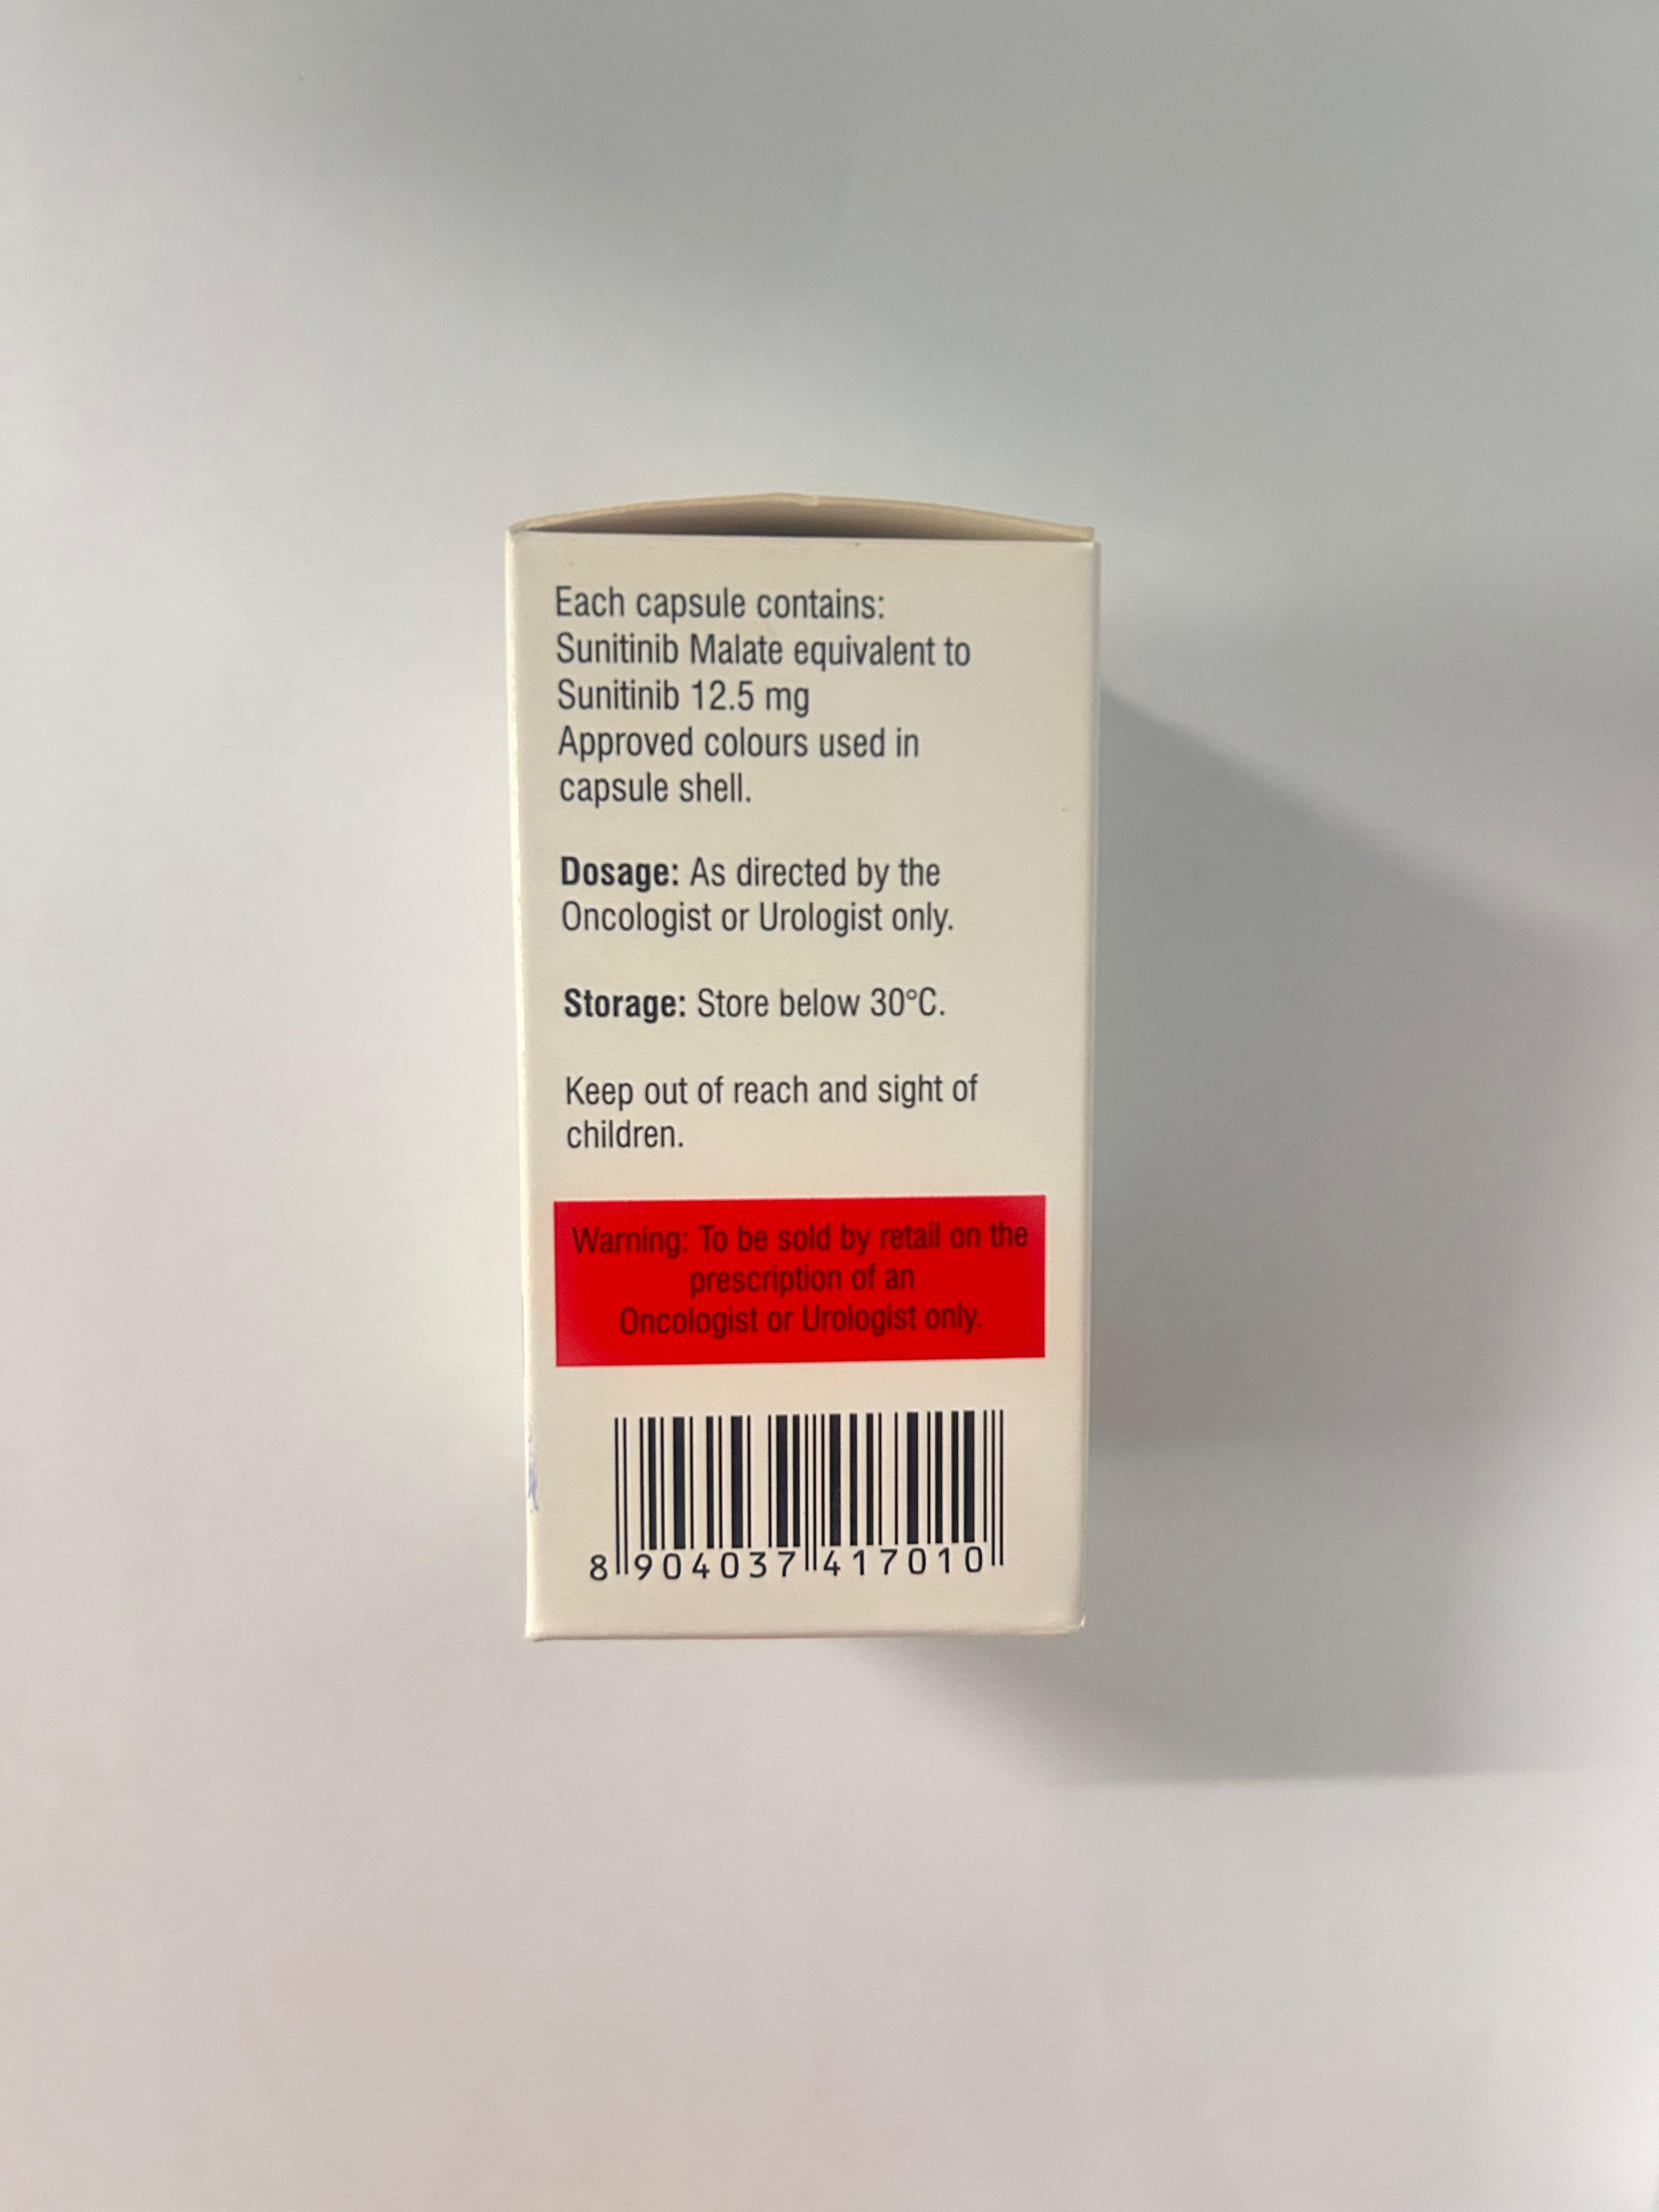 Each capsule contains:
Sunitinib Malate equivalent to
Sunitinib 12.5 mg
Approved colours used in
capsule shell.
Dosage: As directed by the
Oncologist or Urologist only.
Storage: Store below 30°C.
Keep out of reach and sight of
children.
Warning: To be sold by retail on the
prescription of an
Oncologist or Urologist only.
8 904037 417010